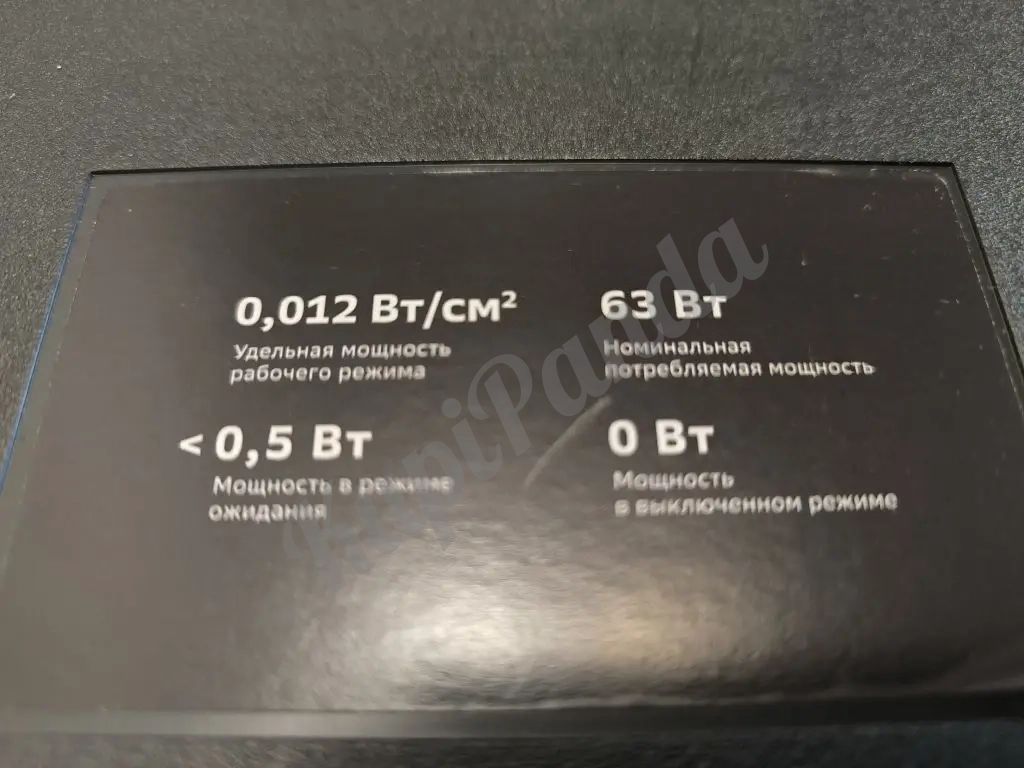 0,012 Вт/см²
Удельная мощность
рабочего режима
63 Вт
Номинальная
потребляемая мощность
< 0,5 Вт
Мощность в режиме
ожидания
0 Вт
Мощность
в выключенном режиме
KupiPanda